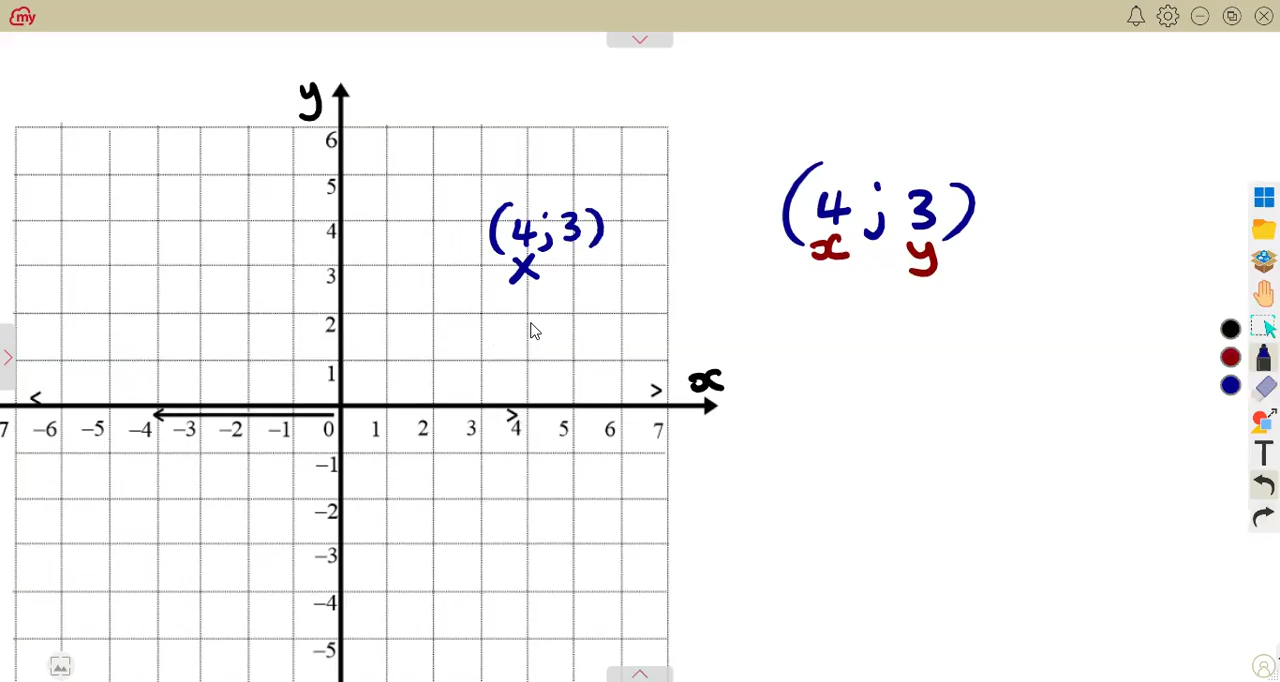 my
y
6
5
(4;3)
4
x
3
2
1
x
7 –6 –5 –4 –3 –2 –1 0 1 2 3 4 5 6 7
–1
–2
–3
–4
–5
(4;3)
x y
T